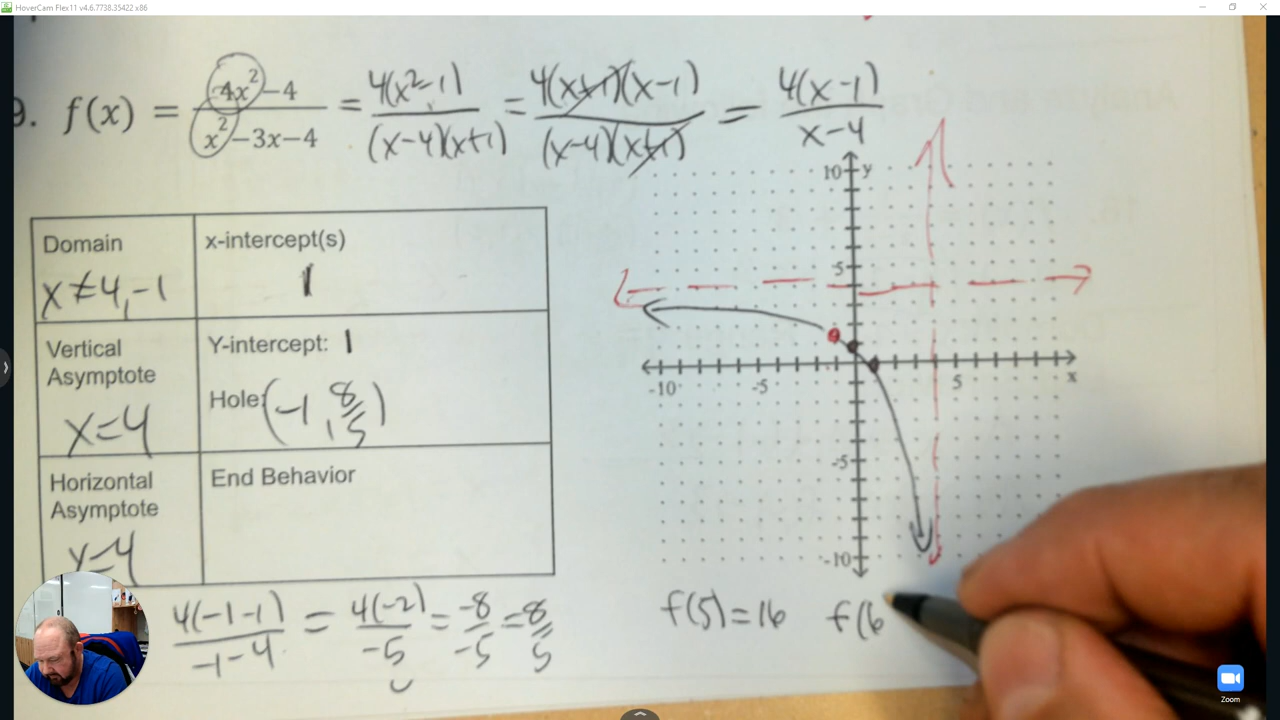 HoverCam Flex11 v4.6.7738.35422 x86
9. f(x) = 4x²-4 / x²-3x-4 = 4(x²-1) / (x-4)(x+1) = 4(x+1)(x-1) / (x-4)(x+1) = 4(x-1) / x-4
Domain
x≠4,-1
x-intercept(s)
1
Vertical
Asymptote
x=4
Y-intercept: 1
Hole: (-1, 8/5)
Horizontal
Asymptote
y=4
End Behavior
10 y
5
-10 -5 5 x
-5
-10
4(-1-1) / -1-4 = 4(-2) / -5 = -8 / -5 = 8 / 5
f(5)=16 f(6
Zoom